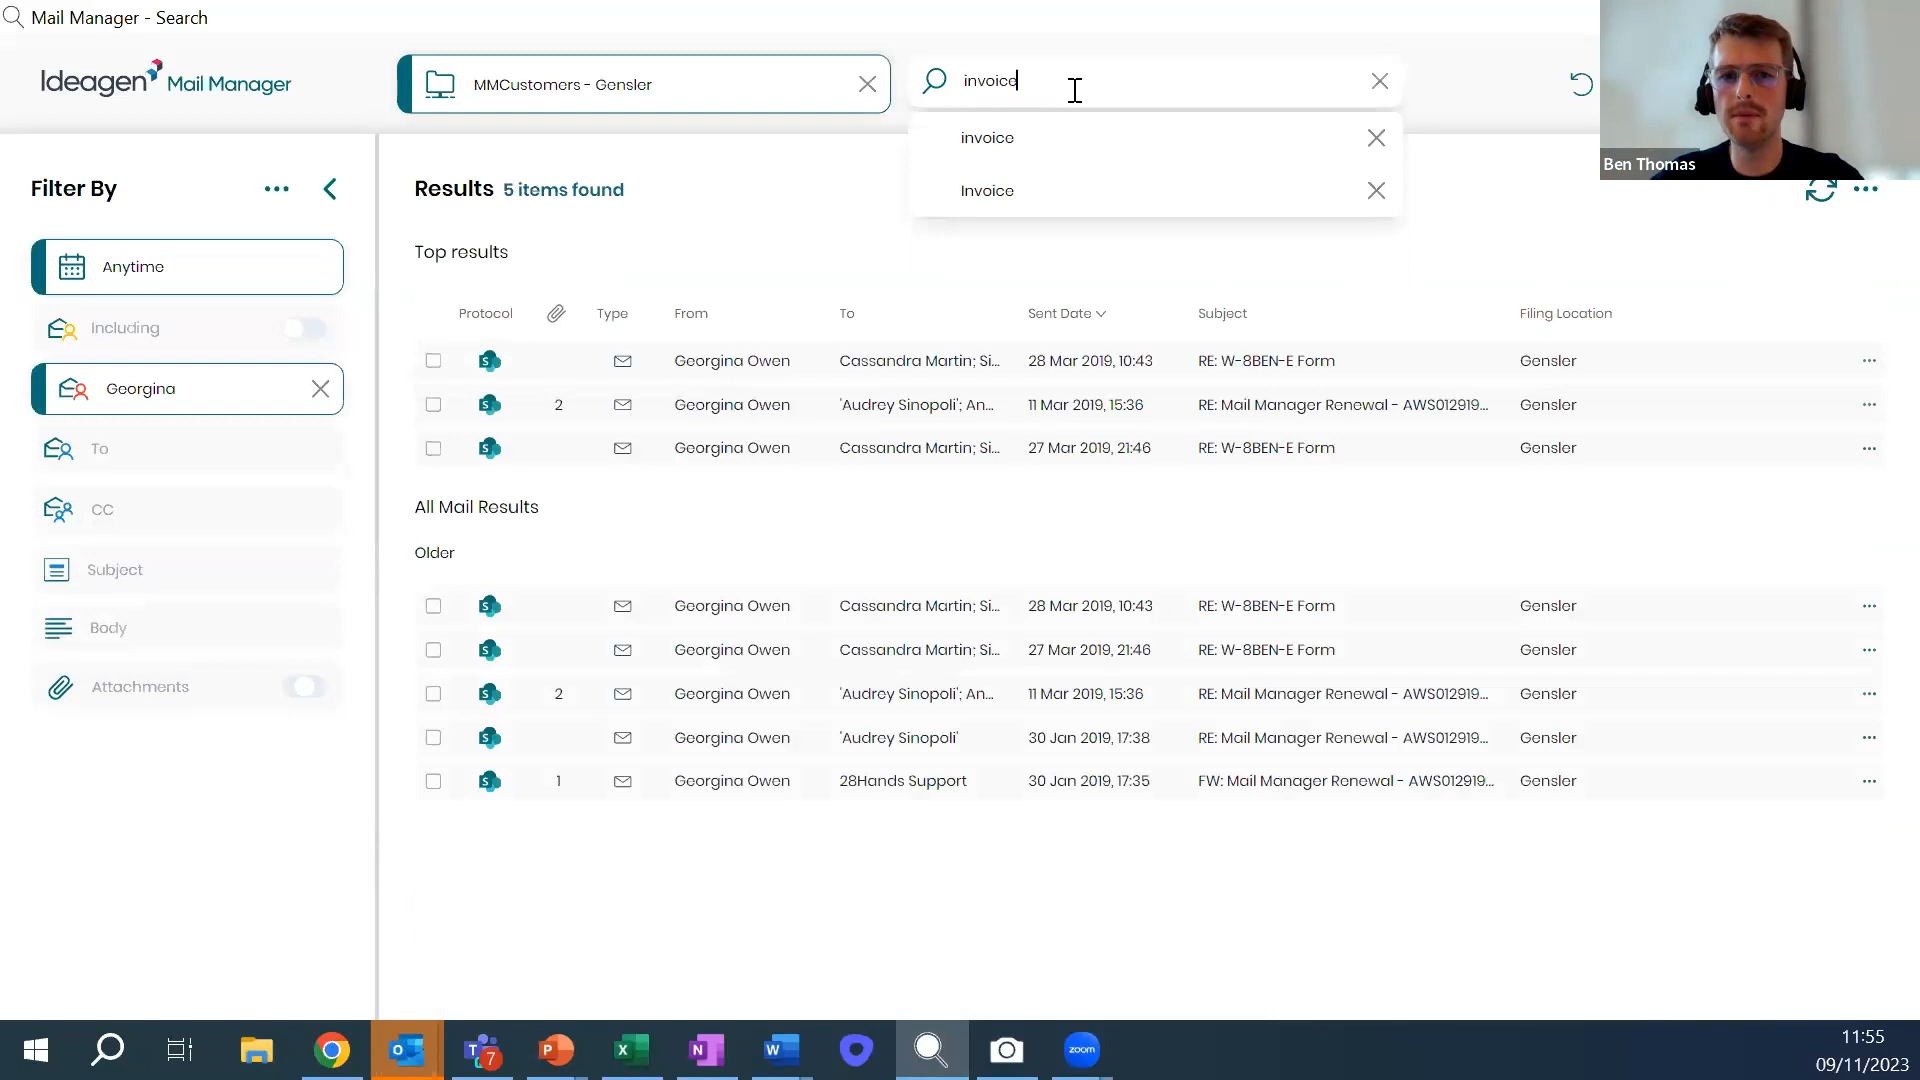 Mail Manager - Search
Ideagen Mail Manager
MMCustomers - Gensler
invoice
invoice
Invoice
Ben Thomas
Filter By
Results 5 items found
Anytime
Including
Georgina
To
CC
Subject
Body
Attachments
Top results
Protocol Type From To Sent Date Subject Filing Location
Georgina Owen Cassandra Martin; Si... 28 Mar 2019, 10:43 RE: W-8BEN-E Form Gensler
2 Georgina Owen 'Audrey Sinopoli'; An... 11 Mar 2019, 15:36 RE: Mail Manager Renewal - AWS012919... Gensler
Georgina Owen Cassandra Martin; Si... 27 Mar 2019, 21:46 RE: W-8BEN-E Form Gensler
All Mail Results
Older
Georgina Owen Cassandra Martin; Si... 28 Mar 2019, 10:43 RE: W-8BEN-E Form Gensler
Georgina Owen Cassandra Martin; Si... 27 Mar 2019, 21:46 RE: W-8BEN-E Form Gensler
2 Georgina Owen 'Audrey Sinopoli'; An... 11 Mar 2019, 15:36 RE: Mail Manager Renewal - AWS012919... Gensler
Georgina Owen 'Audrey Sinopoli' 30 Jan 2019, 17:38 RE: Mail Manager Renewal - AWS012919... Gensler
1 Georgina Owen 28Hands Support 30 Jan 2019, 17:35 FW: Mail Manager Renewal - AWS012919... Gensler
7
zoom
11:55
09/11/2023